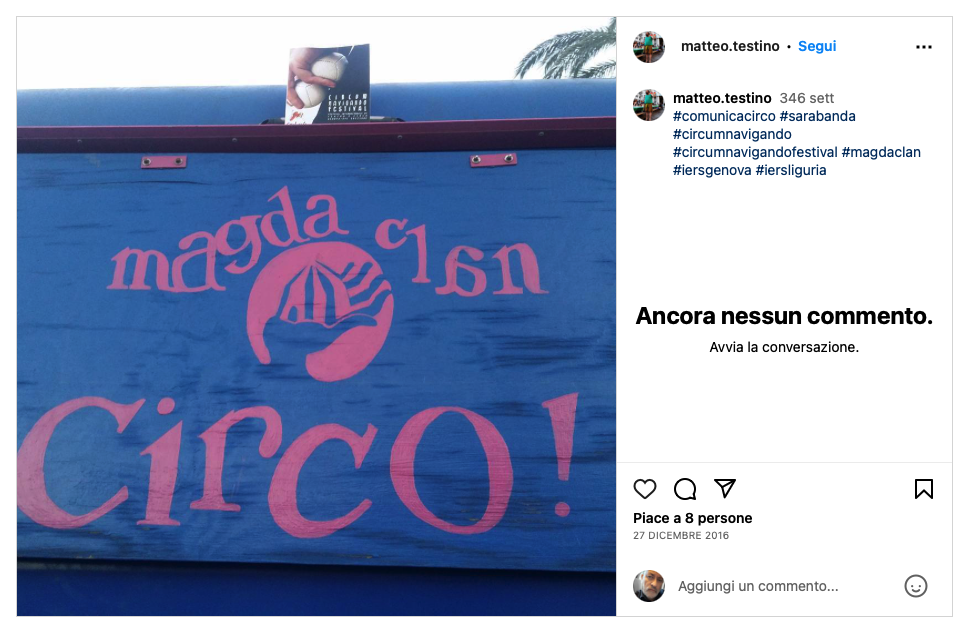 CIRCUM
NAVIGANDO
FESTIVAL
magda clan
Circo!
matteo.testino • Segui
matteo.testino 346 sett
#comunicacirco #sarabanda
#circumnavigando
#circumnavigandofestival #magdaclan
#iersgenova #iersliguria
Ancora nessun commento.
Avvia la conversazione.
Piace a 8 persone
27 DICEMBRE 2016
Aggiungi un commento...